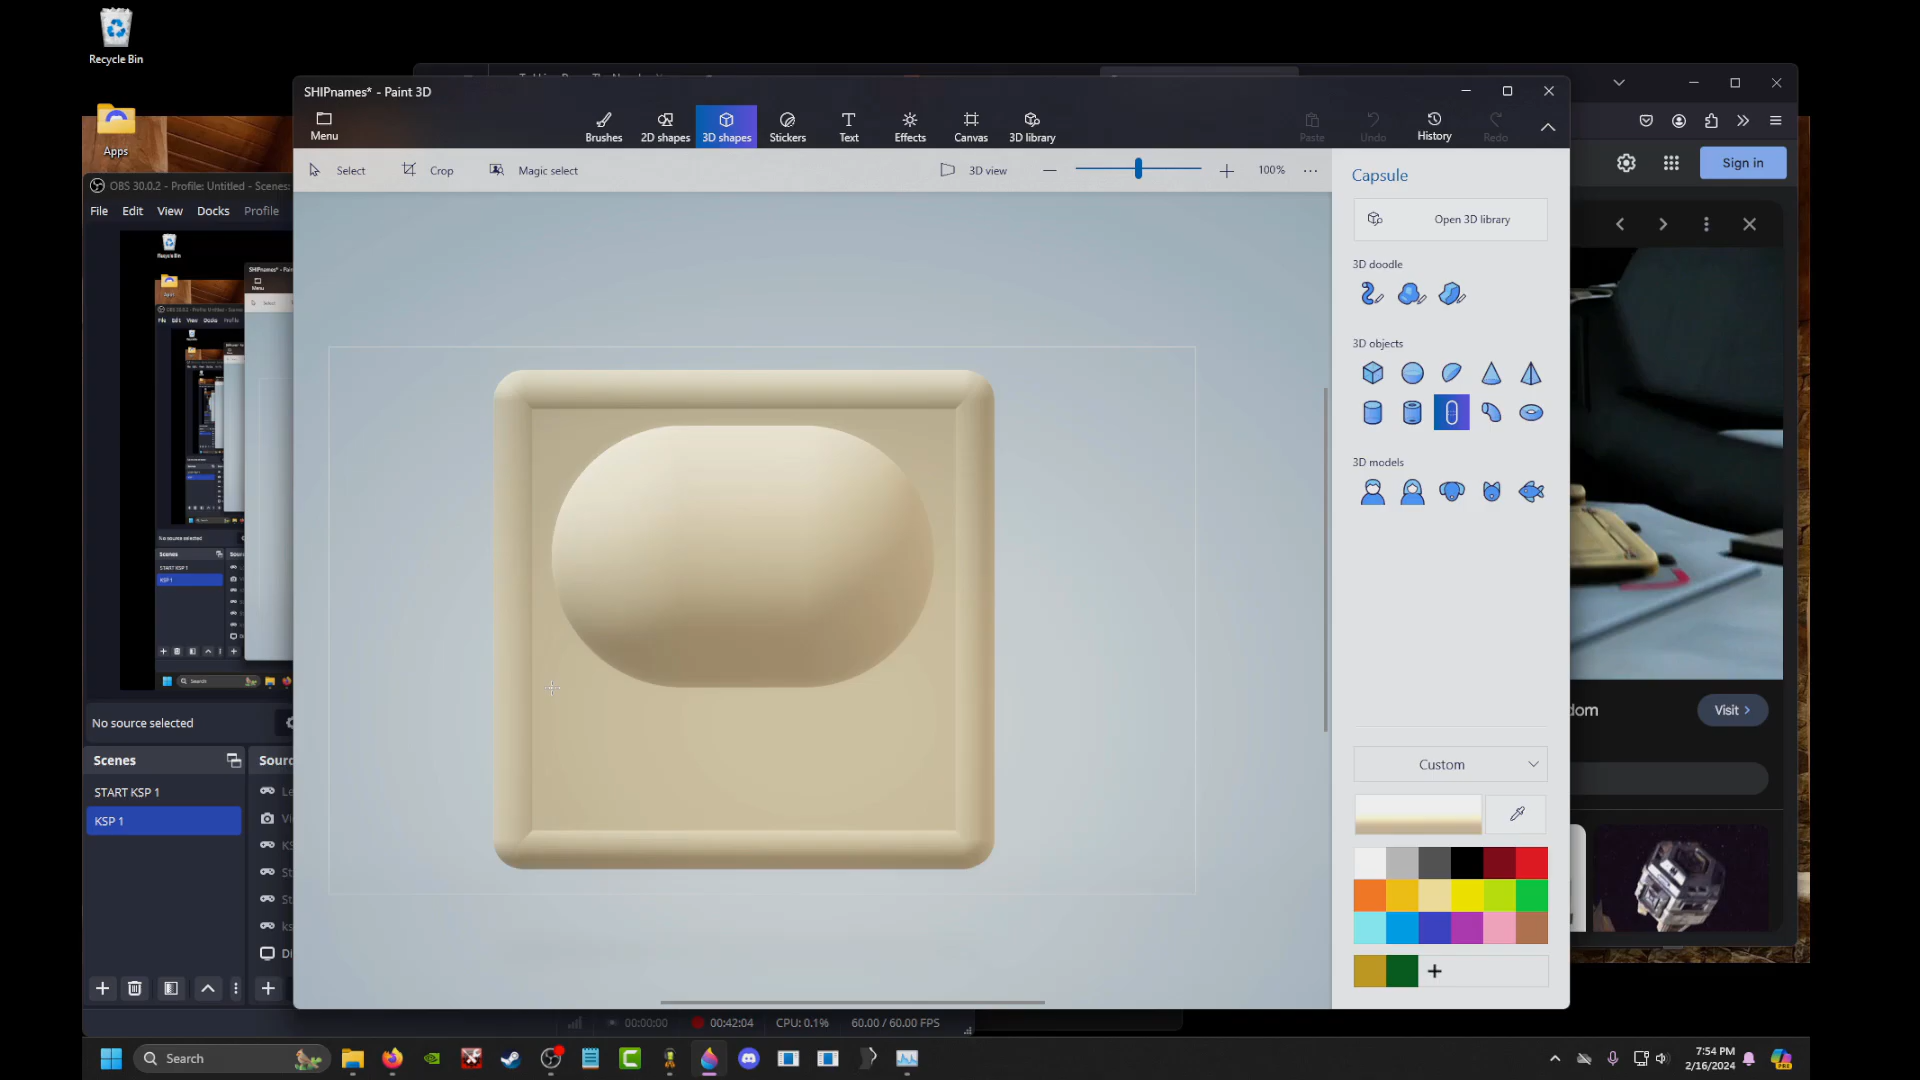 Recycle Bin
Apps
OBS 30.0.2 - Profile: Untitled - Scenes:
File Edit View Docks Profile
SHIPnames* - Paint 3D
Menu
Brushes 2D shapes 3D shapes Stickers Text Effects Canvas 3D library
Paste Undo History Redo
Select Crop Magic select
3D view 100%
Sign in
Capsule
Open 3D library
3D doodle
3D objects
3D models
Custom
Visit
dom
No source selected
Scenes
Sourc
START KSP 1
KSP 1
00:00:00 00:42:04 CPU: 0.1% 60.00 / 60.00 FPS
Search
7:54 PM
2/16/2024